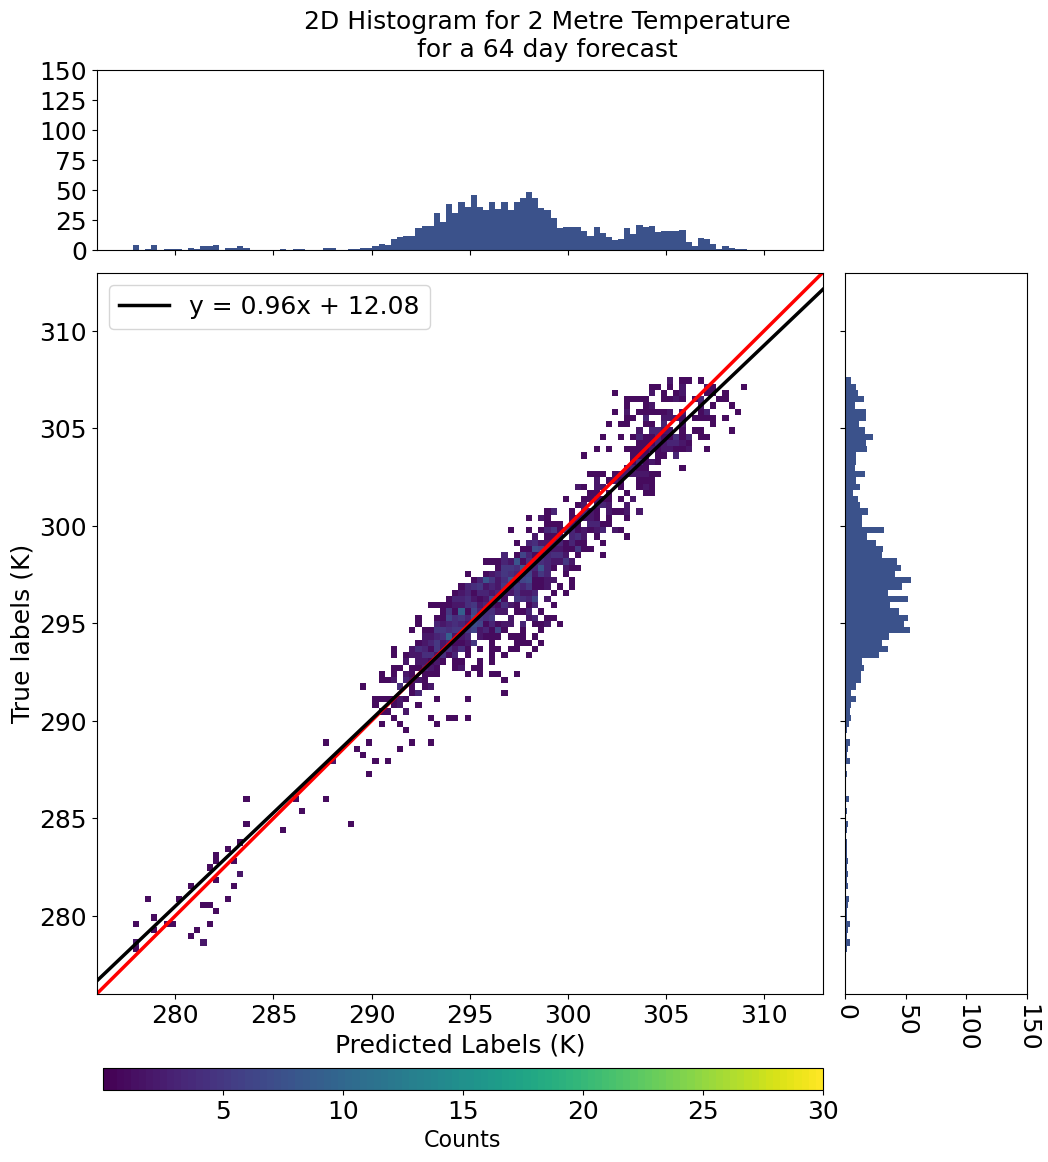 2D Histogram for 2 Metre Temperature
for a 64 day forecast
150
125
100
75
50
25
0
y = 0.96x + 12.08
310
305
300
295
290
285
280
True labels (K)
280 285 290 295 300 305 310
Predicted Labels (K)
0 50 100 150
5 10 15 20 25 30
Counts